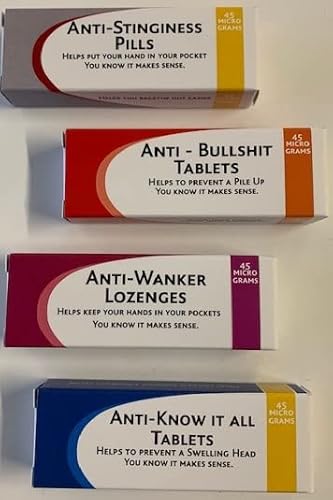 ANTI-STINGINESS
PILLS
HELPS PUT YOUR HAND IN YOUR POCKET
YOU KNOW IT MAKES SENSE.
45
MICRO
GRAMS
ANTI - BULLSHIT
TABLETS
HELPS TO PREVENT A PILE UP
YOU KNOW IT MAKES SENSE.
45
MICRO
GRAMS
ANTI-WANKER
LOZENGES
HELPS KEEP YOUR HANDS IN YOUR POCKETS
YOU KNOW IT MAKES SENSE.
45
MICRO
GRAMS
ANTI-KNOW IT ALL
TABLETS
HELPS TO PREVENT A SWELLING HEAD
YOU KNOW IT MAKES SENSE.
45
MICRO
GRAMS